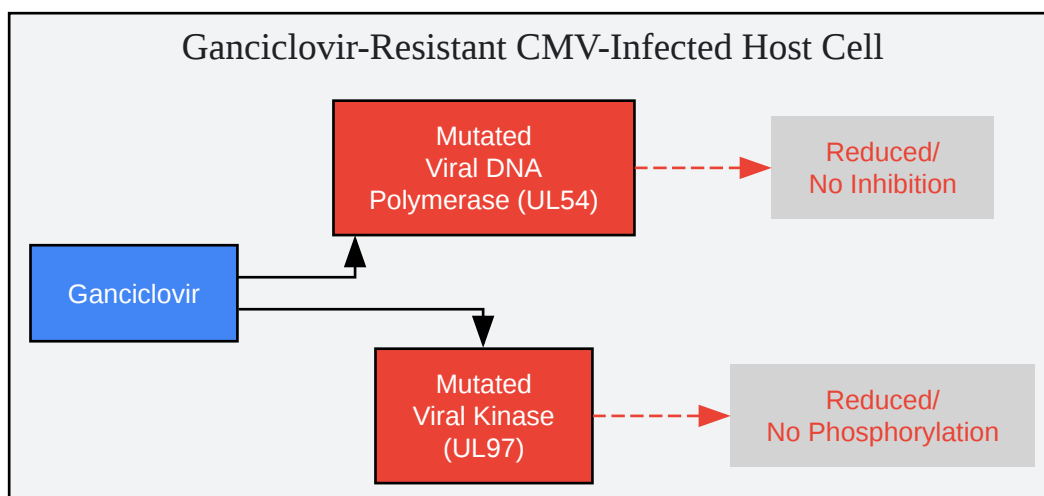 Ganciclovir-Resistant CMV-Infected Host Cell
Mutated
Viral DNA
Polymerase (UL54)
Reduced/
No Inhibition
Ganciclovir
Mutated
Viral Kinase
(UL97)
Reduced/
No Phosphorylation